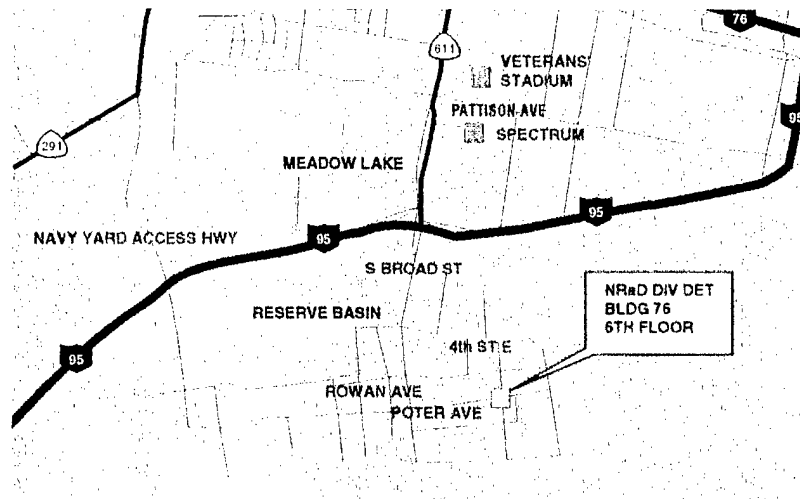 76
611
VETERANS'
STADIUM
PATTISON-AVE
95
291
SPECTRUM
MEADOW LAKE
95
NAVY YARD ACCESS HWY
95
S BROAD ST
NRaD DIV DET
BLDG 76
6TH FLOOR
RESERVE BASIN
4th ST E
95
ROWAN AVE
POTER AVE